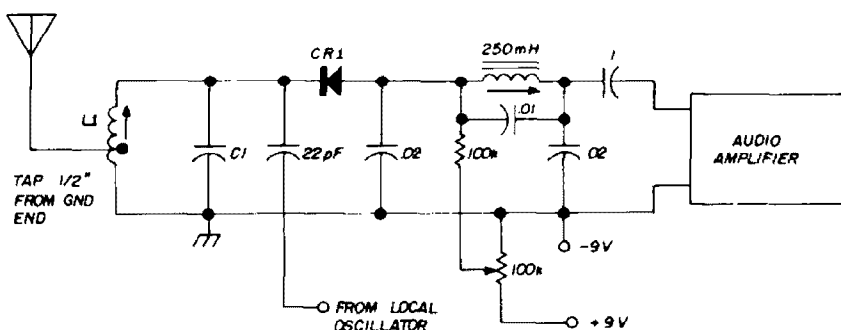 CR1
250mH
1
L1
.01
C1
22pF
.02
100k
.02
AUDIO
AMPLIFIER
TAP 1/2"
FROM GND
END
-9V
100k
FROM LOCAL
OSCILLATOR
+9V